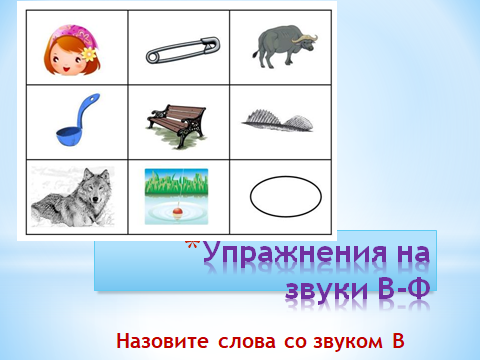 *Упражнения на
звуки В-Ф
Назовите слова со звуком В